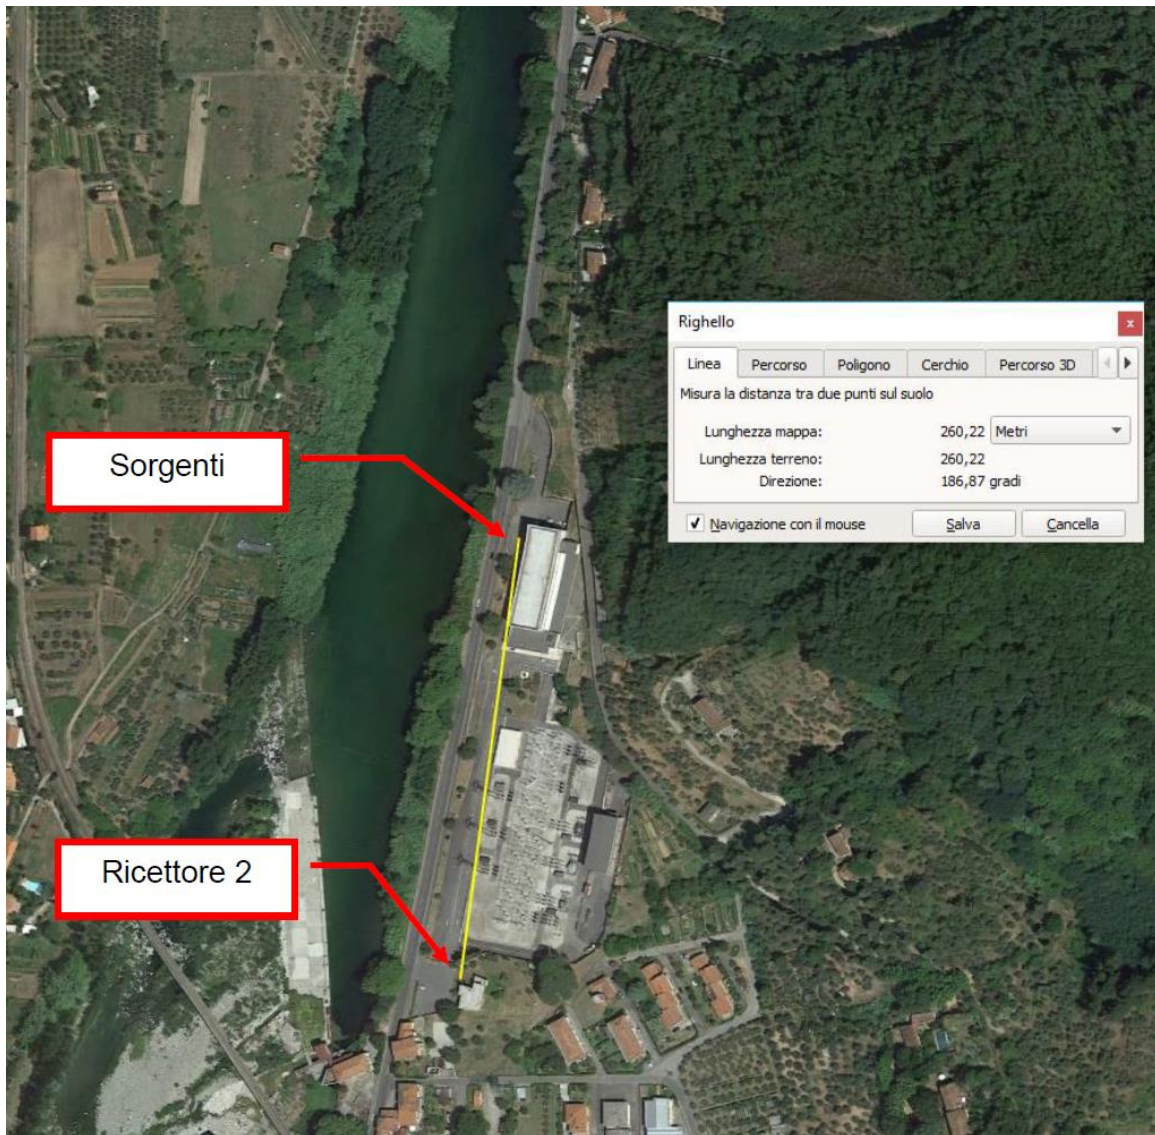 Righello
x
Linea Percorso Poligono Cerchio Percorso 3D
Misura la distanza tra due punti sul suolo
Lunghezza mappa: 260,22 Metri
Lunghezza terreno: 260,22
Direzione: 186,87 gradi
Navigazione con il mouse Salva Cancella
Sorgenti
Ricettore 2